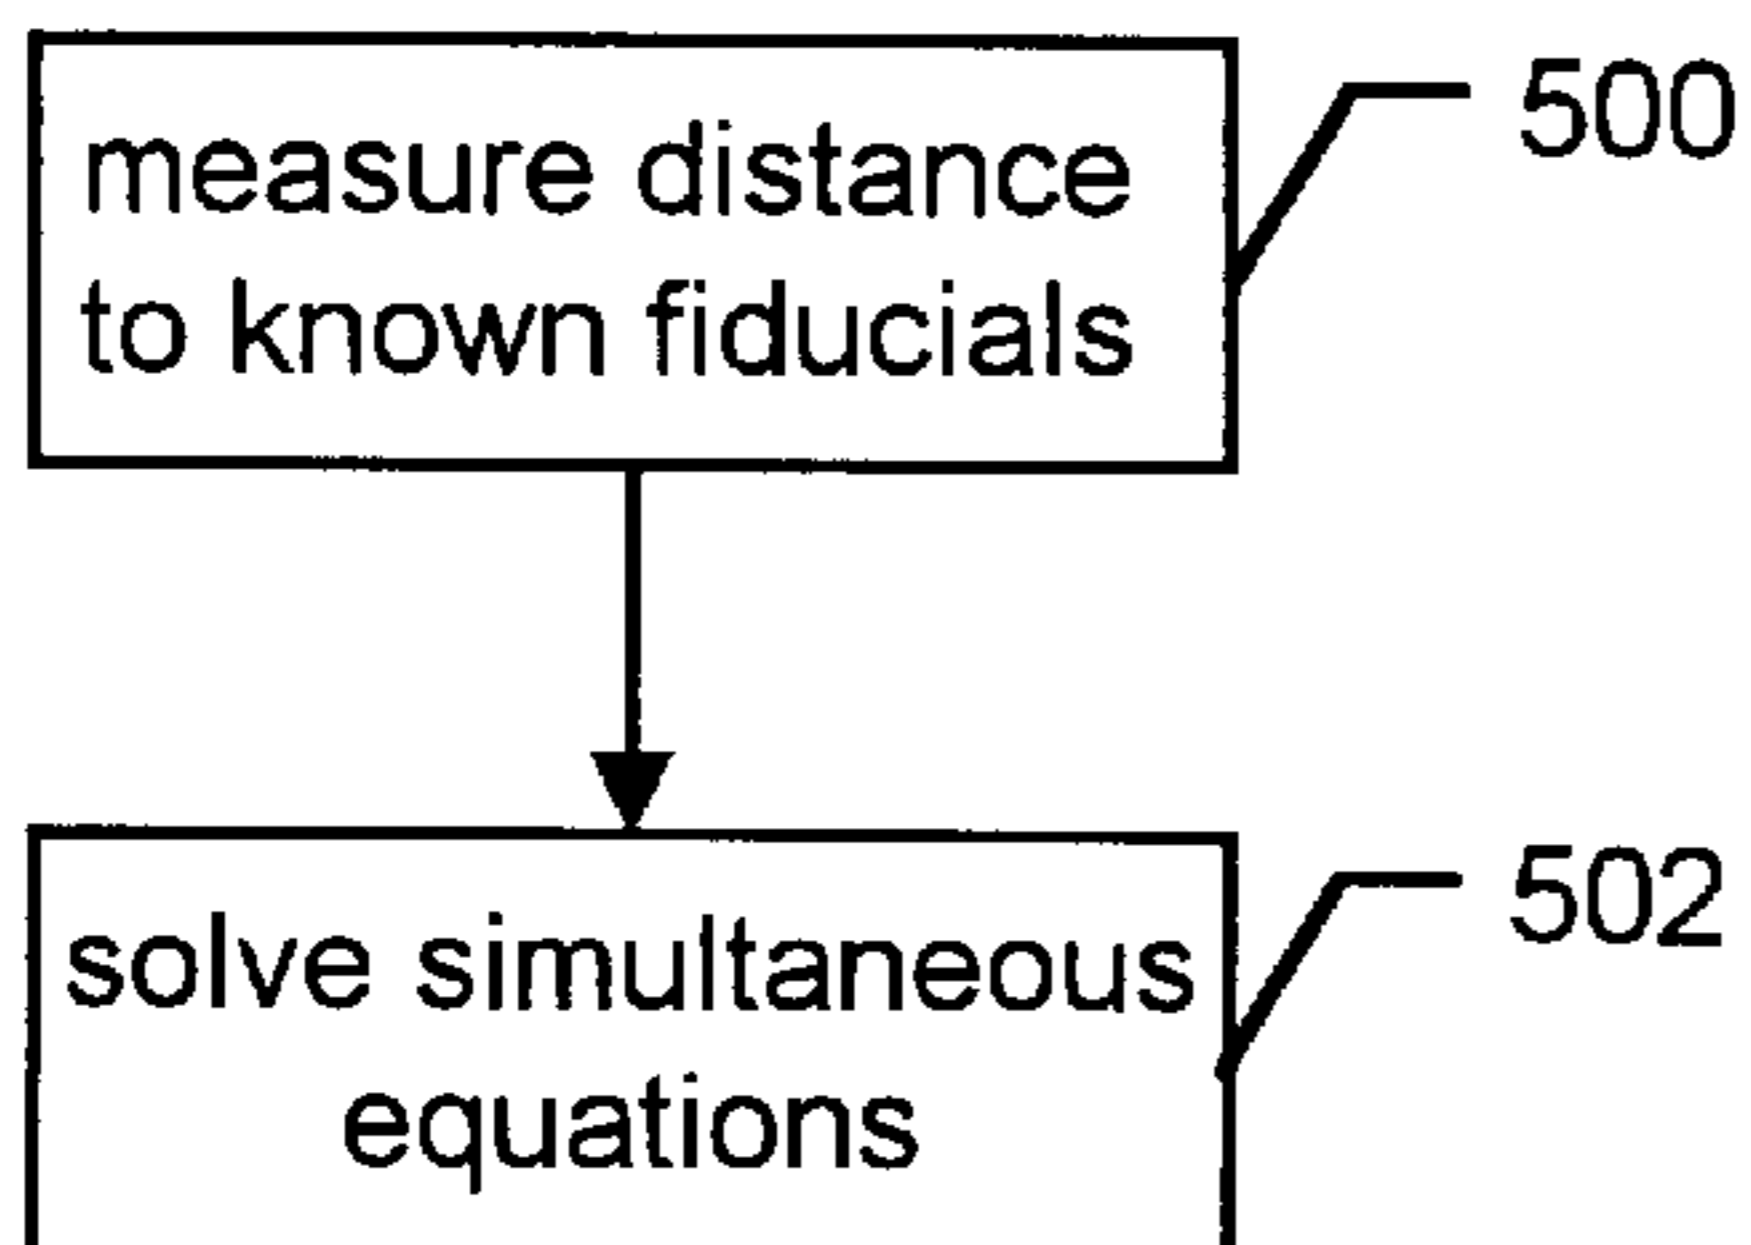 measure distance
to known fiducials
500
solve simultaneous
equations
502